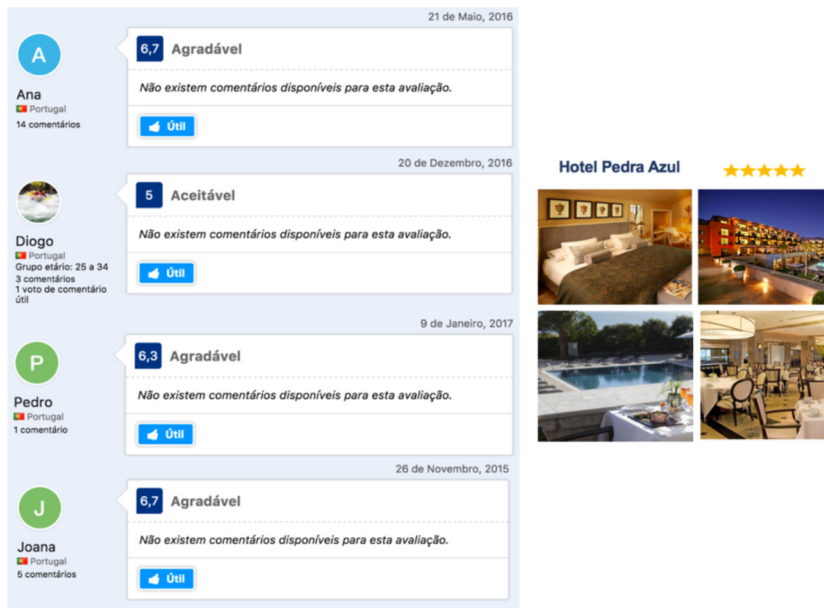 21 de Maio, 2016
A
6,7 Agradável
Ana
Portugal
14 comentários
Não existem comentários disponíveis para esta avaliação.
Útil
20 de Dezembro, 2016
5 Aceitável
Diogo
Portugal
Grupo etário: 25 a 34
3 comentários
1 voto de comentário
útil
Não existem comentários disponíveis para esta avaliação.
Útil
9 de Janeiro, 2017
P
6,3 Agradável
Pedro
Portugal
1 comentário
Não existem comentários disponíveis para esta avaliação.
Útil
26 de Novembro, 2015
J
6,7 Agradável
Joana
Portugal
5 comentários
Não existem comentários disponíveis para esta avaliação.
Útil
Hotel Pedra Azul